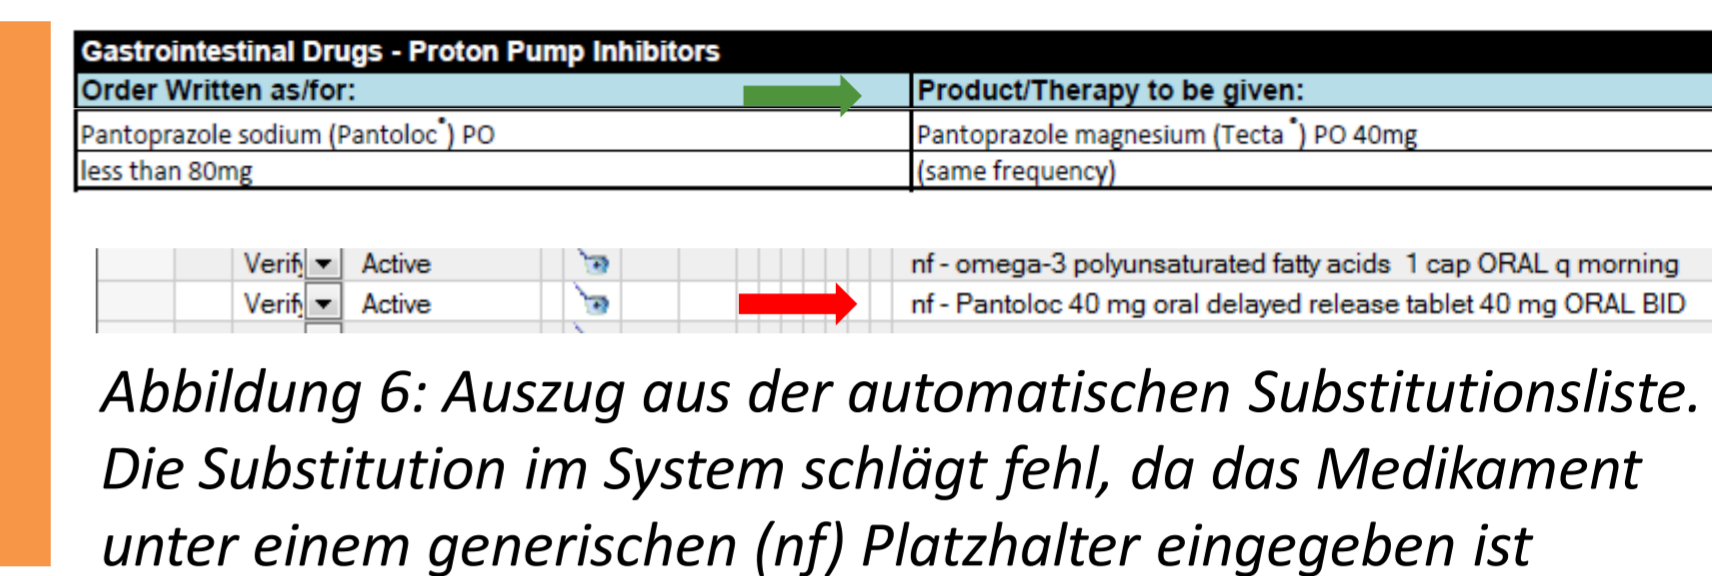 Gastrointestinal Drugs - Proton Pump Inhibitors
Order Written as/for: Product/Therapy to be given:
Pantoprazole sodium (Pantoloc®) PO Pantoprazole magnesium (Tecta ®) PO 40mg
less than 80mg (same frequency)
Verify Active nf - omega-3 polyunsaturated fatty acids 1 cap ORAL q morning
Verify Active nf - Pantoloc 40 mg oral delayed release tablet 40 mg ORAL BID
Abbildung 6: Auszug aus der automatischen Substitutionsliste.
Die Substitution im System schlägt fehl, da das Medikament
unter einem generischen (nf) Platzhalter eingegeben ist